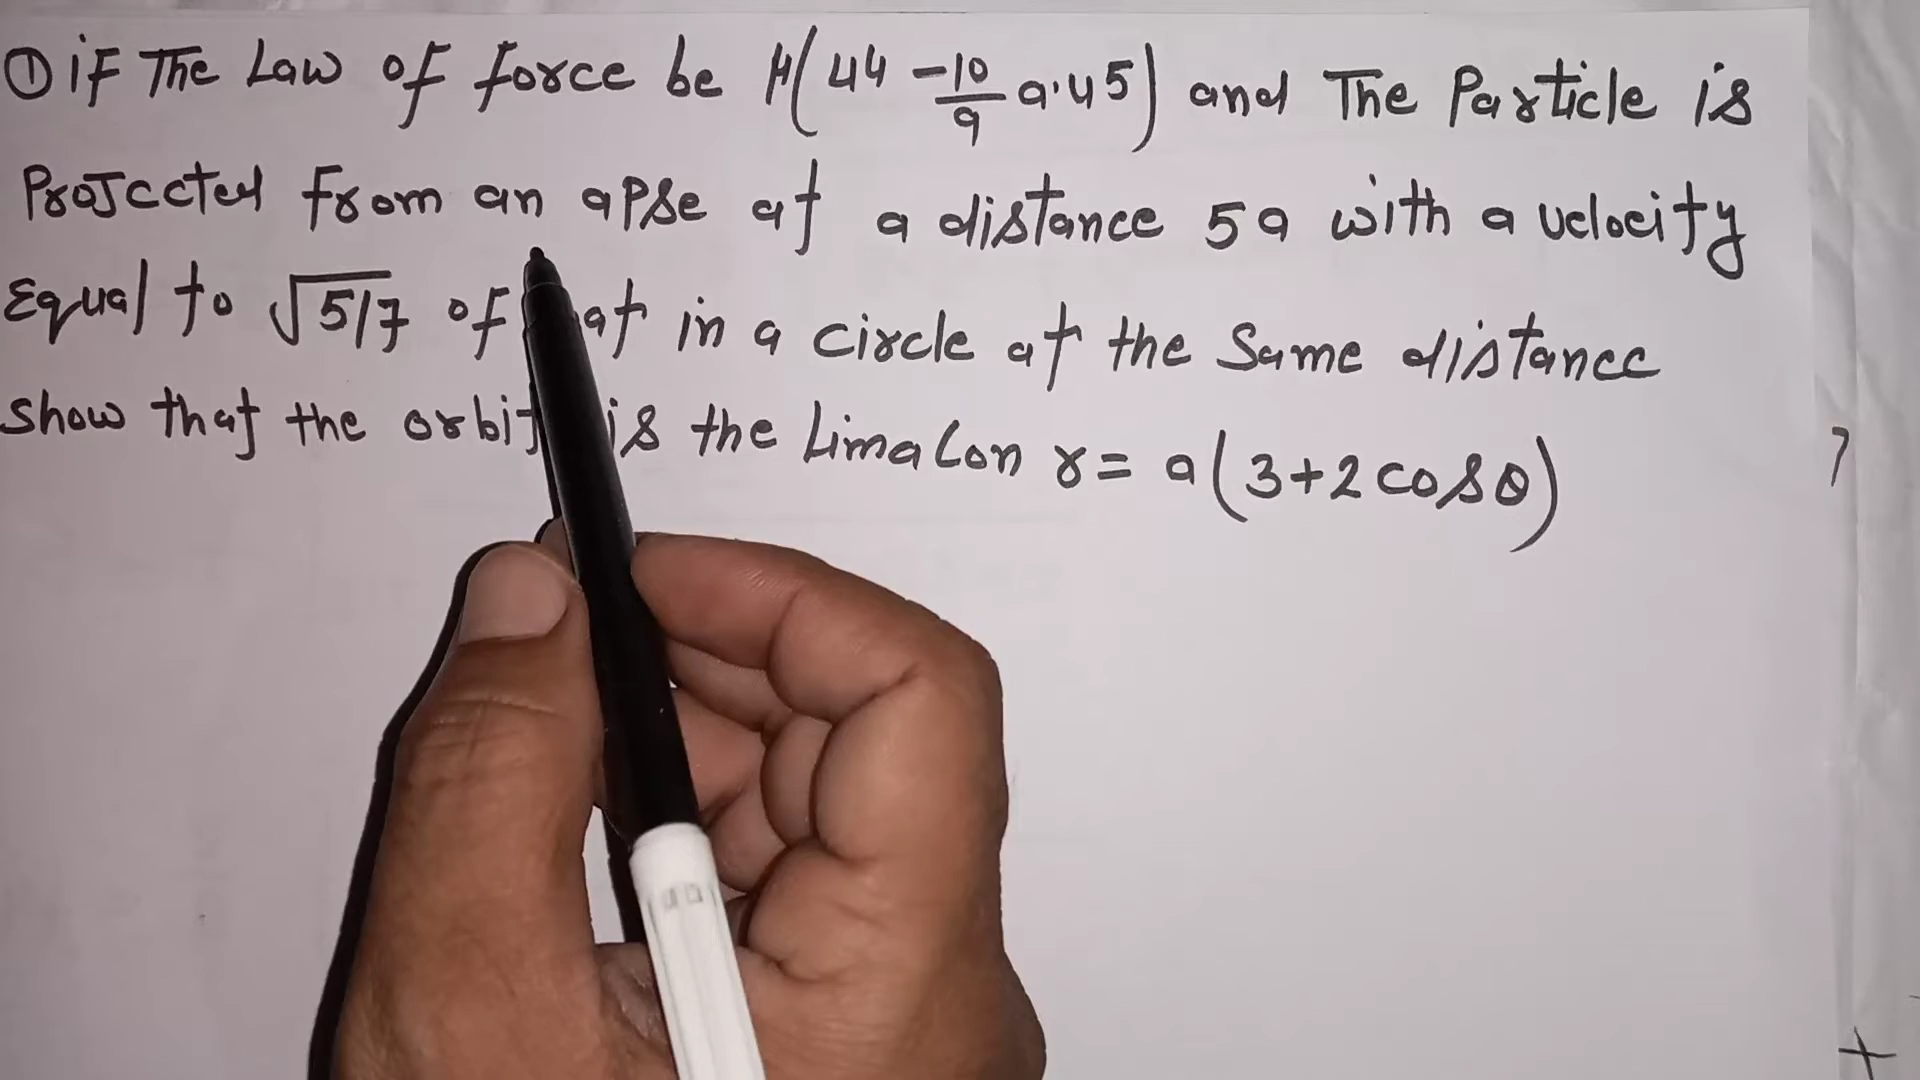 ① if The Law of force be μ(u4 - 10/9 a.u5) and The Particle is
Projected from an apse at a distance 5a with a velocity
Equal to √5/7 of that in a circle at the same distance
show that the orbit is the Limacon r = a(3+2cosθ)